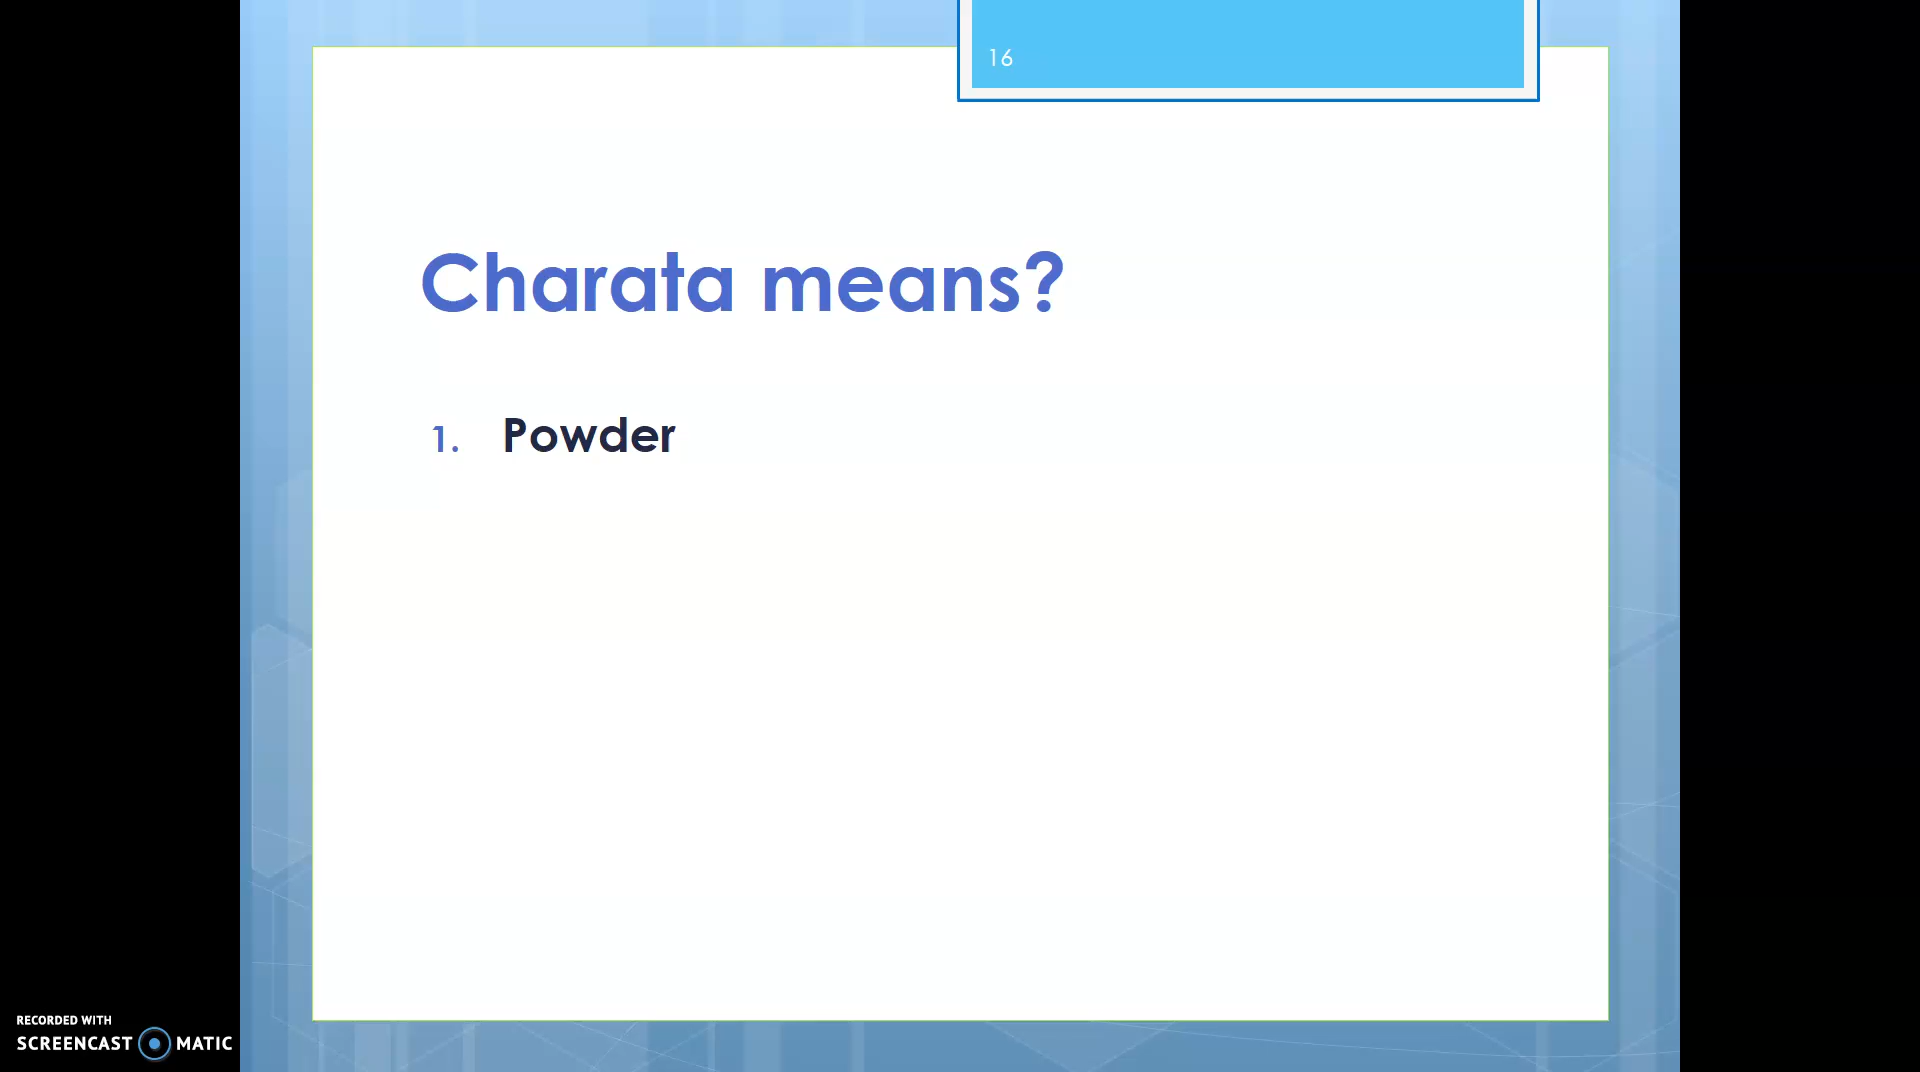 16
Charata means?
1. Powder
RECORDED WITH
SCREENCAST MATIC